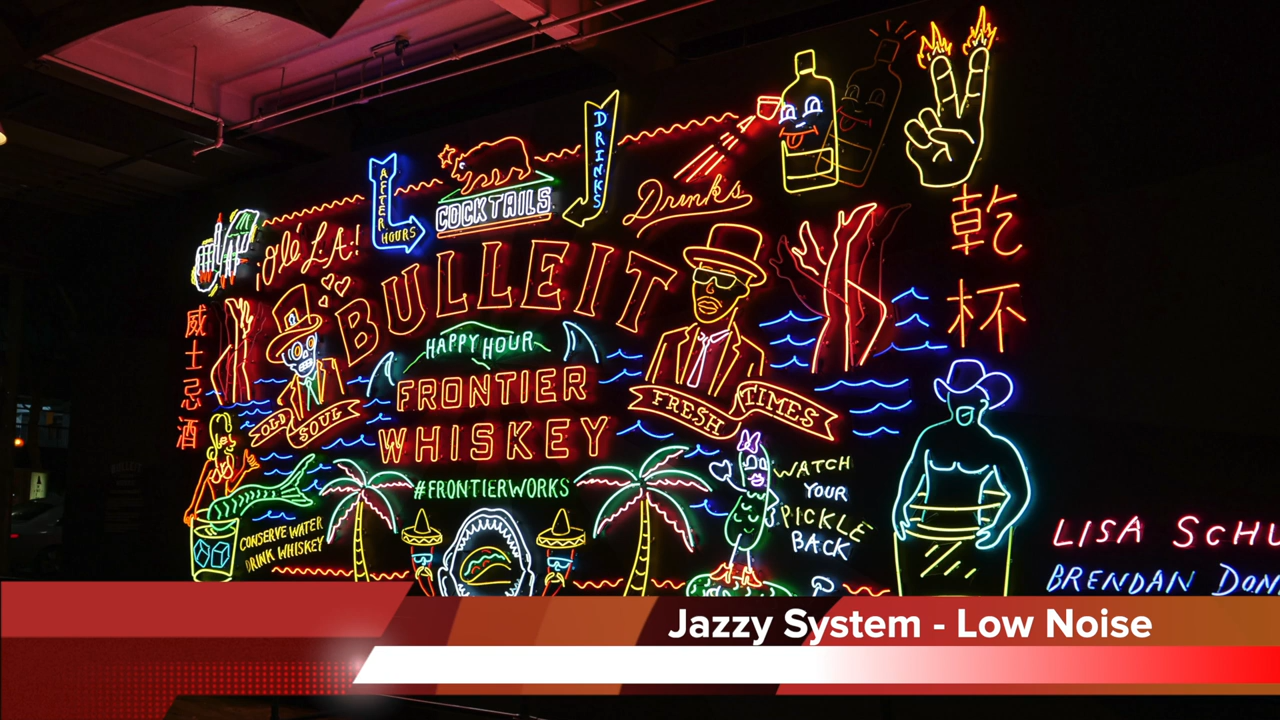 DRINKS
AFTER
HOURS
COCKTAILS
Drinks
Olé L.A!
BULLEIT
乾
杯
HAPPY HOUR
FRONTIER
WHISKEY
威
士
忌
酒
OLD
SOUL
FRESH
TIMES
#FRONTIERWORKS
WATCH
YOUR
PICKLE
BACK
CONSERVE WATER
DRINK WHISKEY
LISA SCHU
BRENDAN DON
Jazzy System - Low Noise